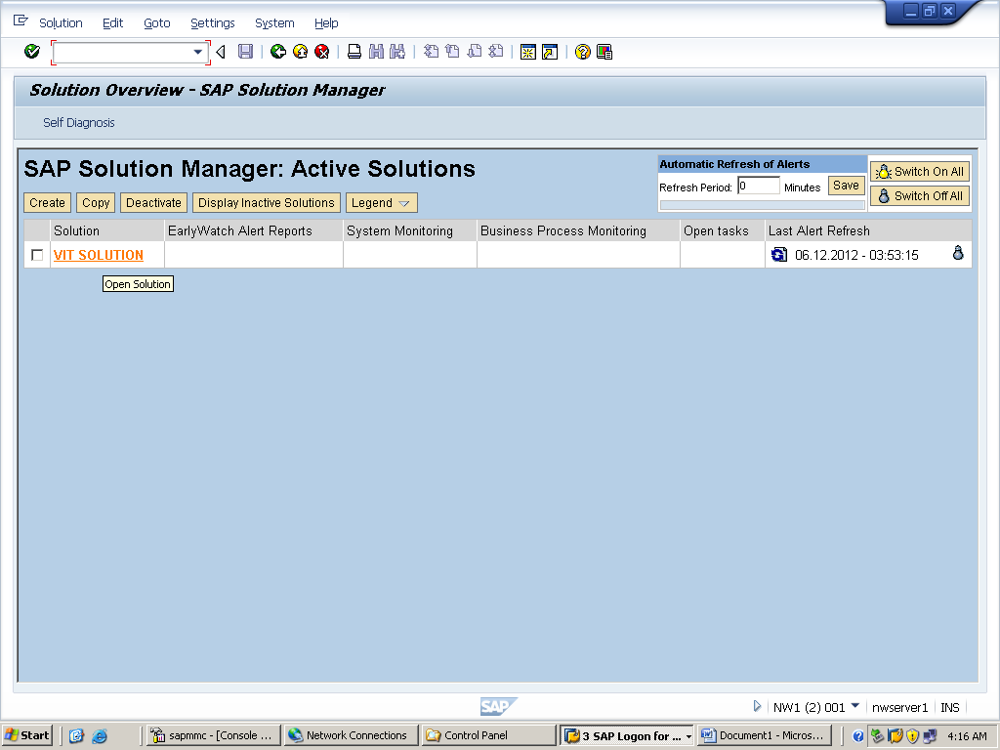 Solution Edit Goto Settings System Help
Solution Overview - SAP Solution Manager
Self Diagnosis
SAP Solution Manager: Active Solutions
Automatic Refresh of Alerts
Refresh Period: 0 Minutes Save
Switch On All
Switch Off All
Create Copy Deactivate Display Inactive Solutions Legend
Solution EarlyWatch Alert Reports System Monitoring Business Process Monitoring Open tasks Last Alert Refresh
VIT SOLUTION 06.12.2012 - 03:53:15
Open Solution
SAP NW1 (2) 001 nwserver1 INS
Start sapmmc - [Console ... Network Connections Control Panel 3 SAP Logon for ... Document1 - Micros... 4:16 AM